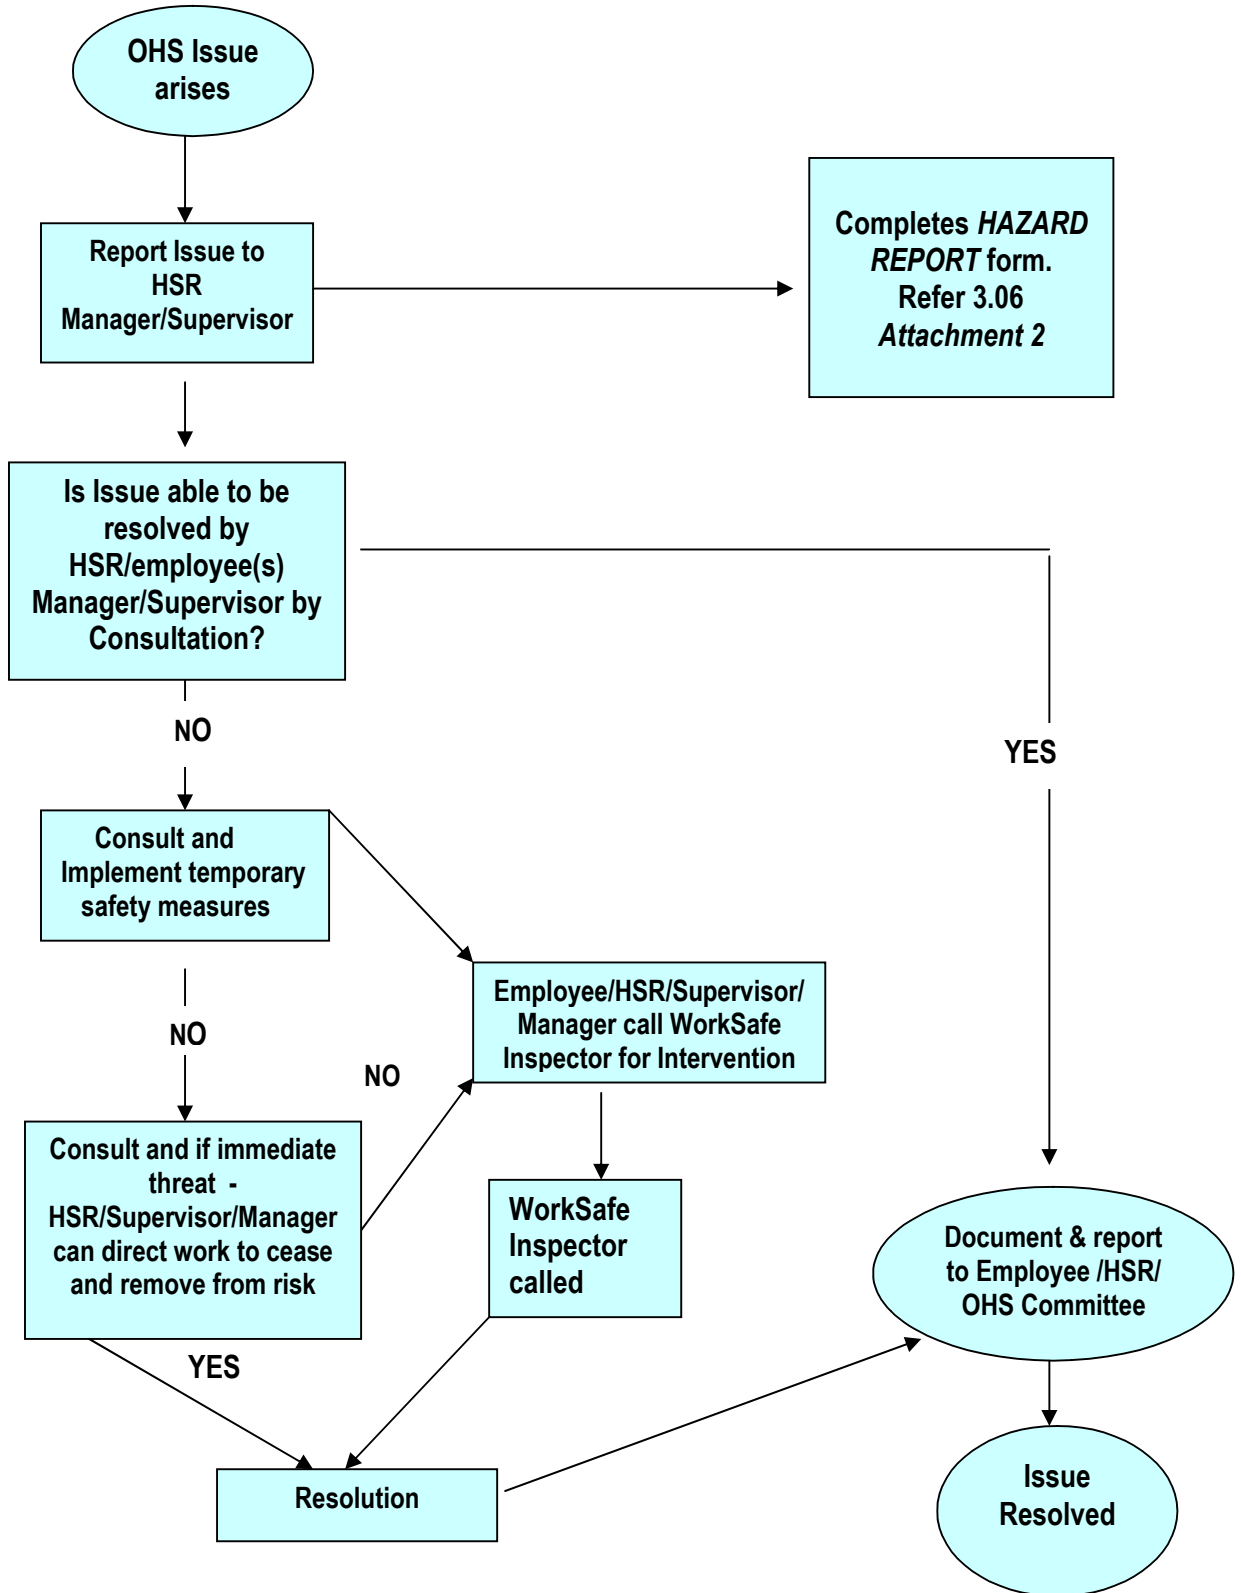 OHS Issue
arises
Report Issue to
HSR
Manager/Supervisor
Completes HAZARD
REPORT form.
Refer 3.06
Attachment 2
Is Issue able to be
resolved by
HSR/employee(s)
Manager/Supervisor by
Consultation?
NO
YES
Consult and
Implement temporary
safety measures
NO
NO
Employee/HSR/Supervisor/
Manager call WorkSafe
Inspector for Intervention
Consult and if immediate
threat -
HSR/Supervisor/Manager
can direct work to cease
and remove from risk
WorkSafe
Inspector
called
Document & report
to Employee /HSR/
OHS Committee
YES
Resolution
Issue
Resolved